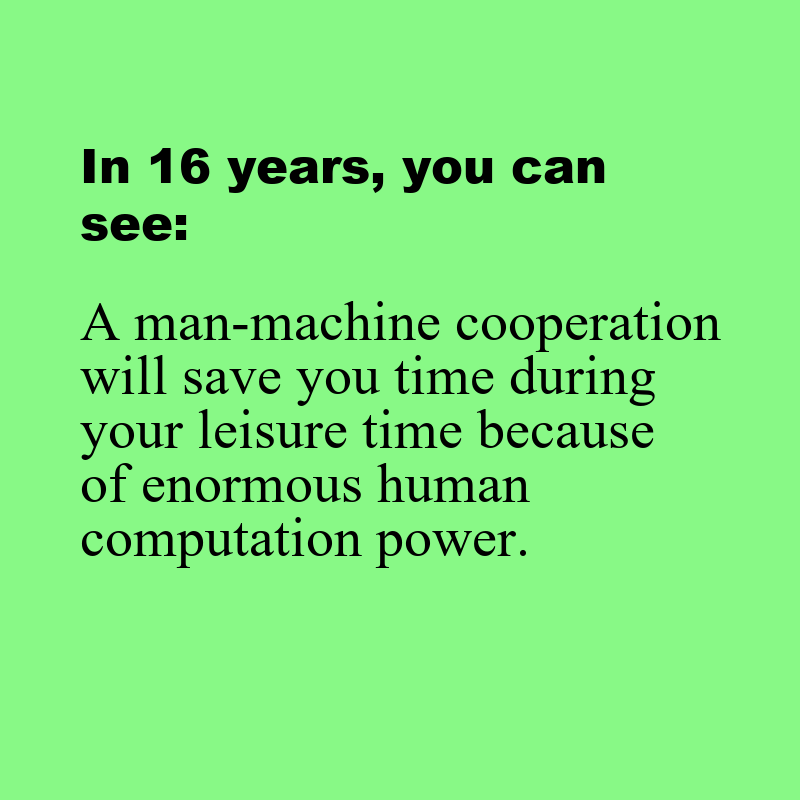 In 16 years, you can
see:
A man-machine cooperation
will save you time during
your leisure time because
of enormous human
computation power.